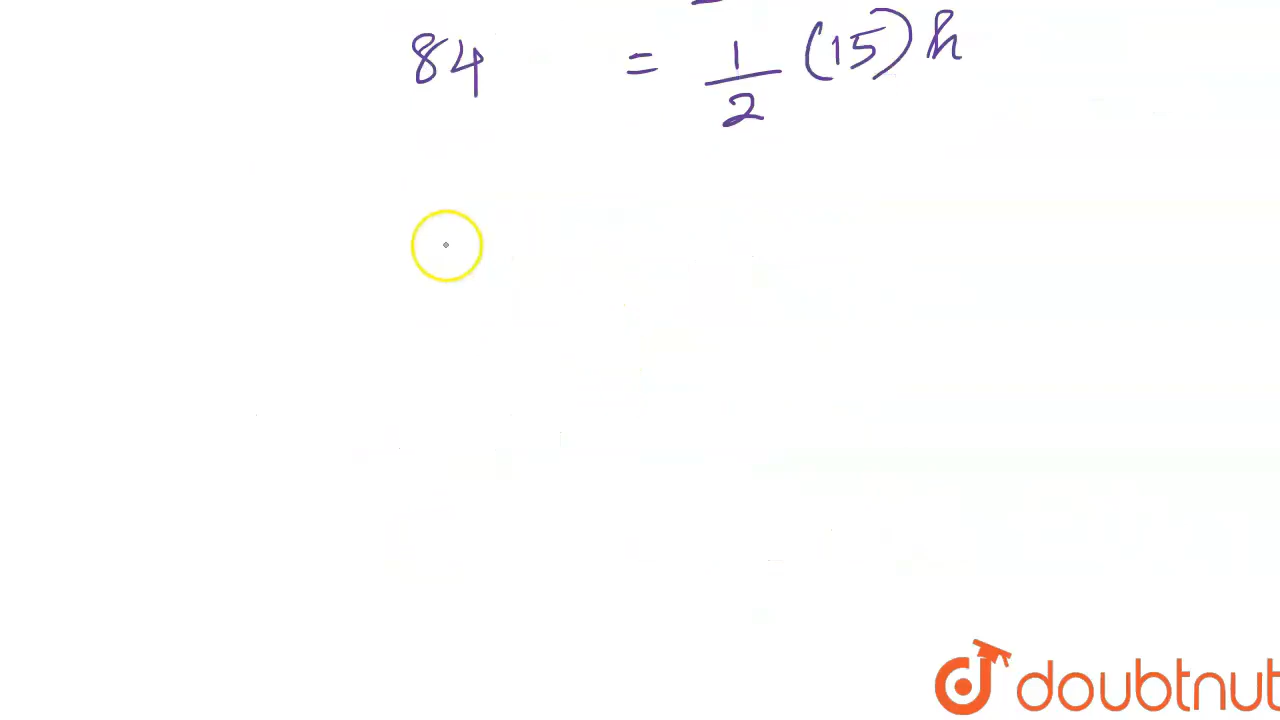 84 = 1/2 (15) h
doubtnut